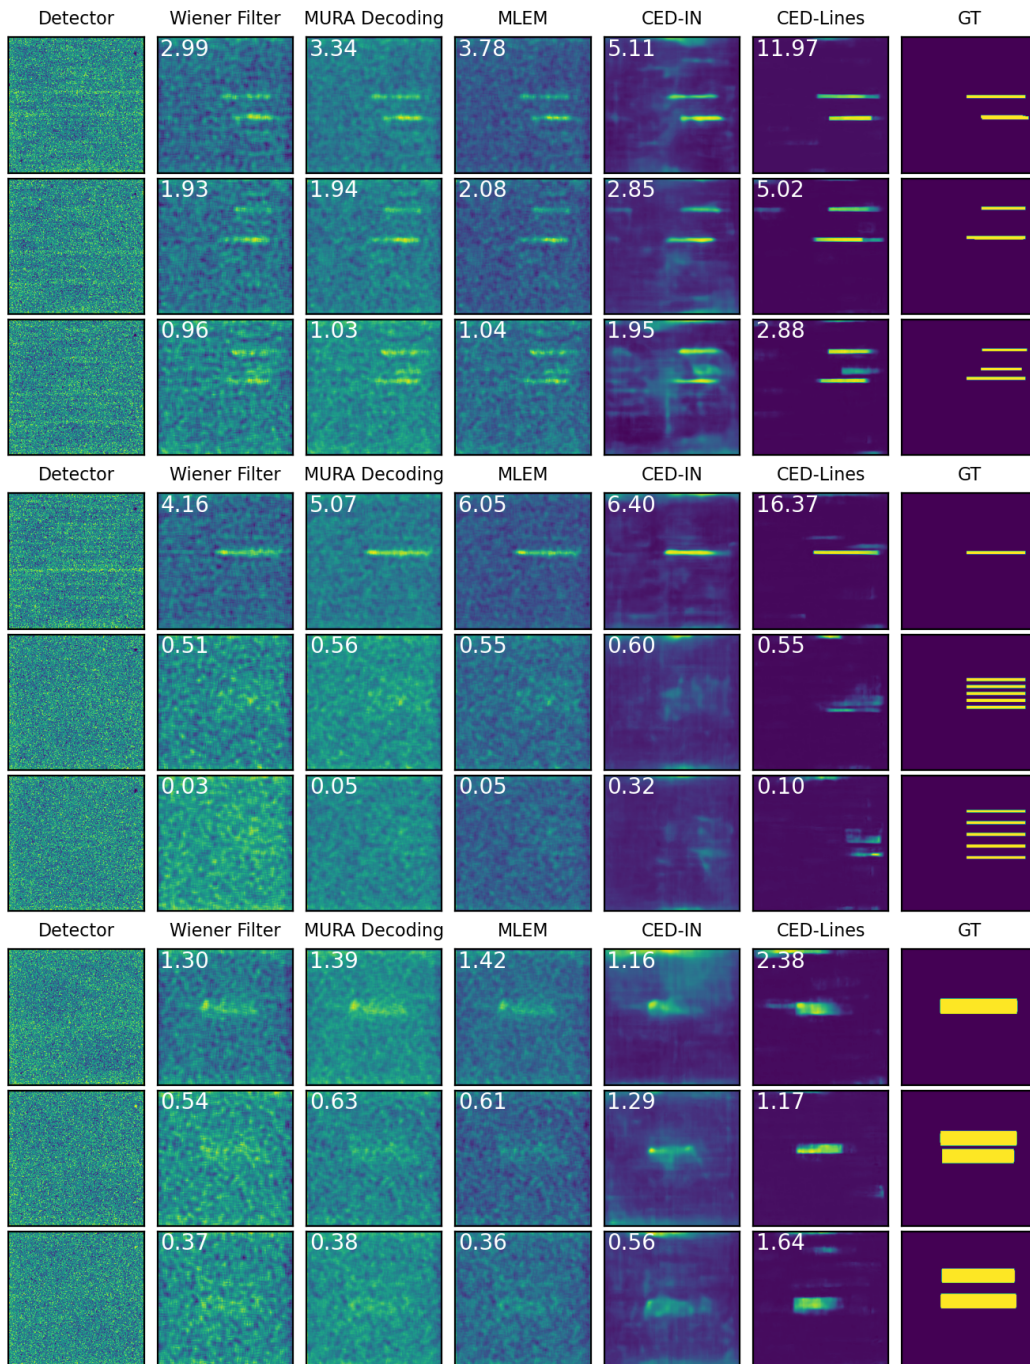 Detector Wiener Filter MURA Decoding MLEM CED-IN CED-Lines GT
2.99 3.34 3.78 5.11 11.97
1.93 1.94 2.08 2.85 5.02
0.96 1.03 1.04 1.95 2.88
Detector Wiener Filter MURA Decoding MLEM CED-IN CED-Lines GT
4.16 5.07 6.05 6.40 16.37
0.51 0.56 0.55 0.60 0.55
0.03 0.05 0.05 0.32 0.10
Detector Wiener Filter MURA Decoding MLEM CED-IN CED-Lines GT
1.30 1.39 1.42 1.16 2.38
0.54 0.63 0.61 1.29 1.17
0.37 0.38 0.36 0.56 1.64